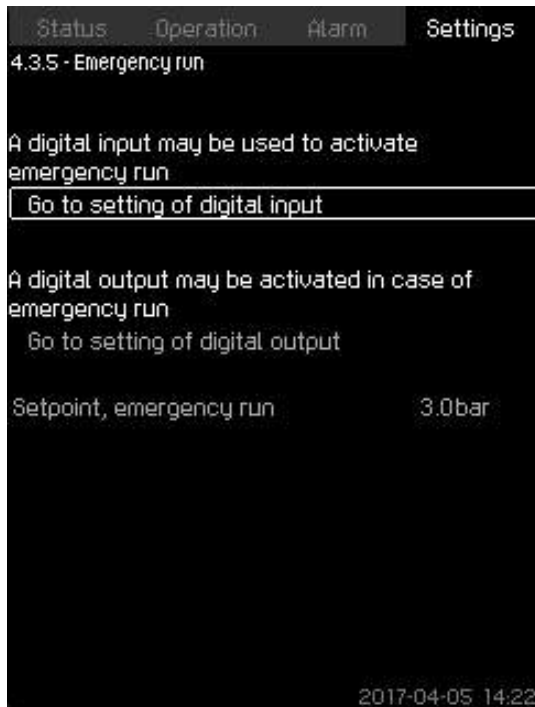 Status Operation Alarm Settings
4.3.5 - Emergency run
A digital input may be used to activate
emergency run
Go to setting of digital input
A digital output may be activated in case of
emergency run
Go to setting of digital output
Setpoint, emergency run 3.0bar
2017-04-05 14:22